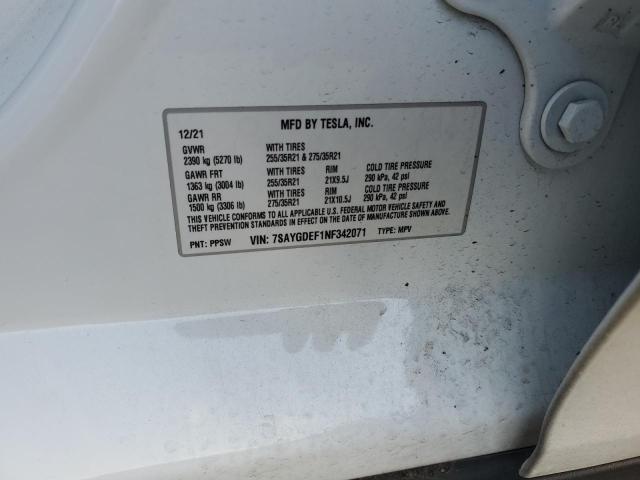 MFD BY TESLA, INC.
12/21
GVWR WITH TIRES
2390 kg (5270 lb) 255/35R21 & 275/35R21
GAWR FRT WITH TIRES RIM COLD TIRE PRESSURE
1363 kg (3004 lb) 255/35R21 21X9.5J 290 kPa, 42 psi
GAWR RR WITH TIRES RIM COLD TIRE PRESSURE
1500 kg (3306 lb) 275/35R21 21X10.5J 290 kPa, 42 psi
THIS VEHICLE CONFORMS TO ALL APPLICABLE U.S. FEDERAL MOTOR VEHICLE SAFETY AND
THEFT PREVENTION STANDARDS IN EFFECT ON THE DATE OF MANUFACTURE SHOWN ABOVE.
PNT: PPSW VIN: 7SAYGDEF1NF342071 TYPE: MPV